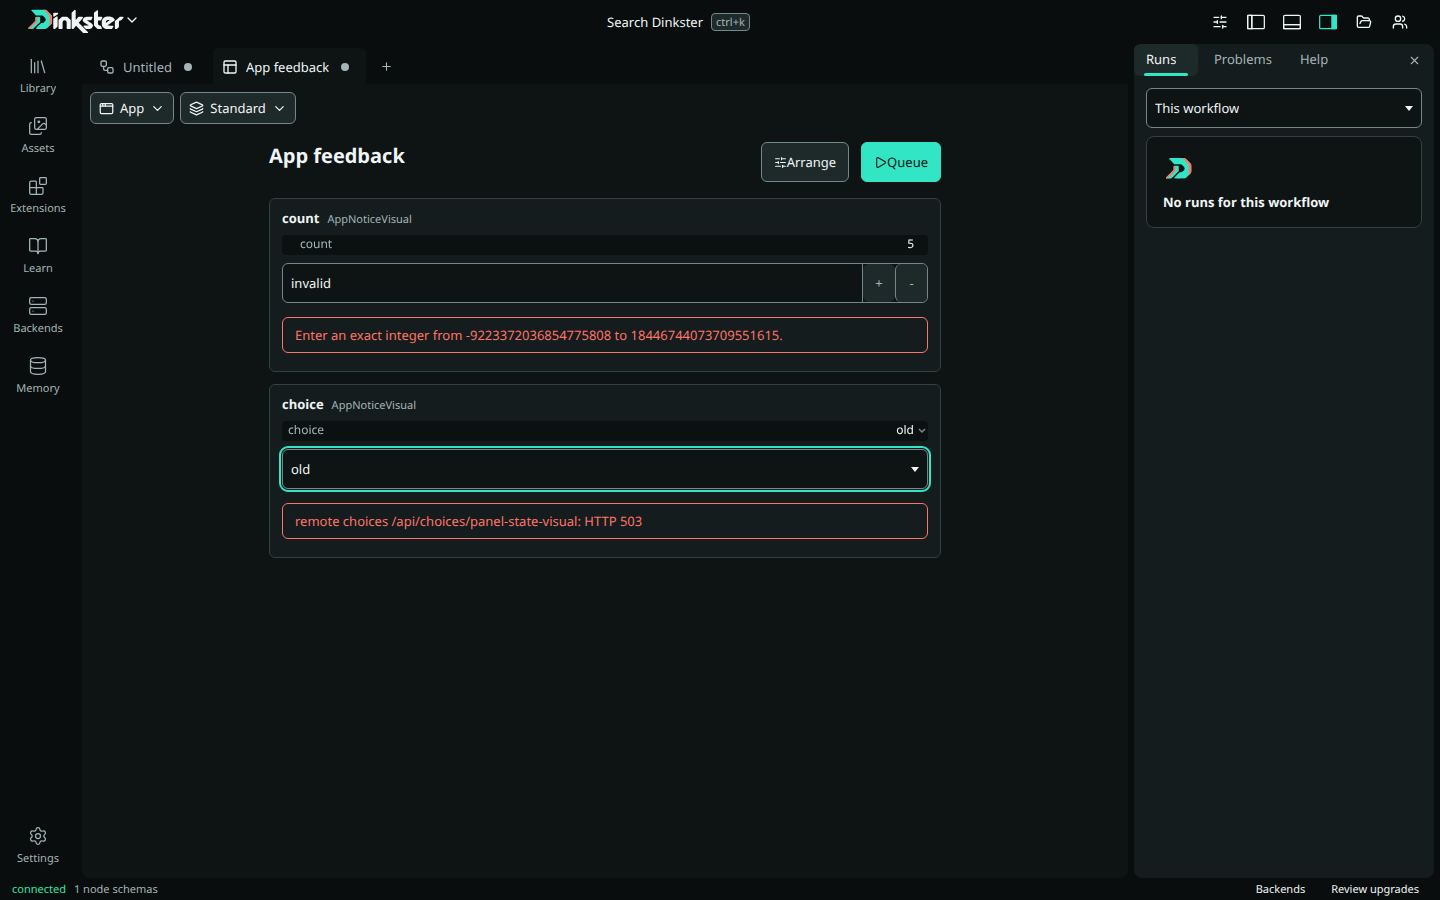 Dinkster
Search Dinkster ctrl+k
Library
Assets
Extensions
Learn
Backends
Memory
Settings
Untitled
App feedback
App
Standard
App feedback
Arrange
Queue
count AppNoticeVisual
count 5
invalid + -
Enter an exact integer from -9223372036854775808 to 18446744073709551615.
choice AppNoticeVisual
choice old
old
remote choices /api/choices/panel-state-visual: HTTP 503
Runs Problems Help
This workflow
No runs for this workflow
connected 1 node schemas
Backends Review upgrades